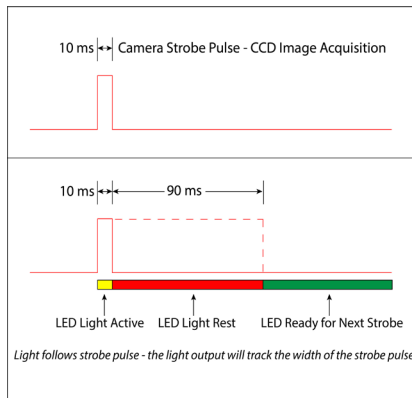 10 ms Camera Strobe Pulse - CCD Image Acquisition
10 ms 90 ms
LED Light Active LED Light Rest LED Ready for Next Strobe
Light follows strobe pulse - the light output will track the width of the strobe pulse